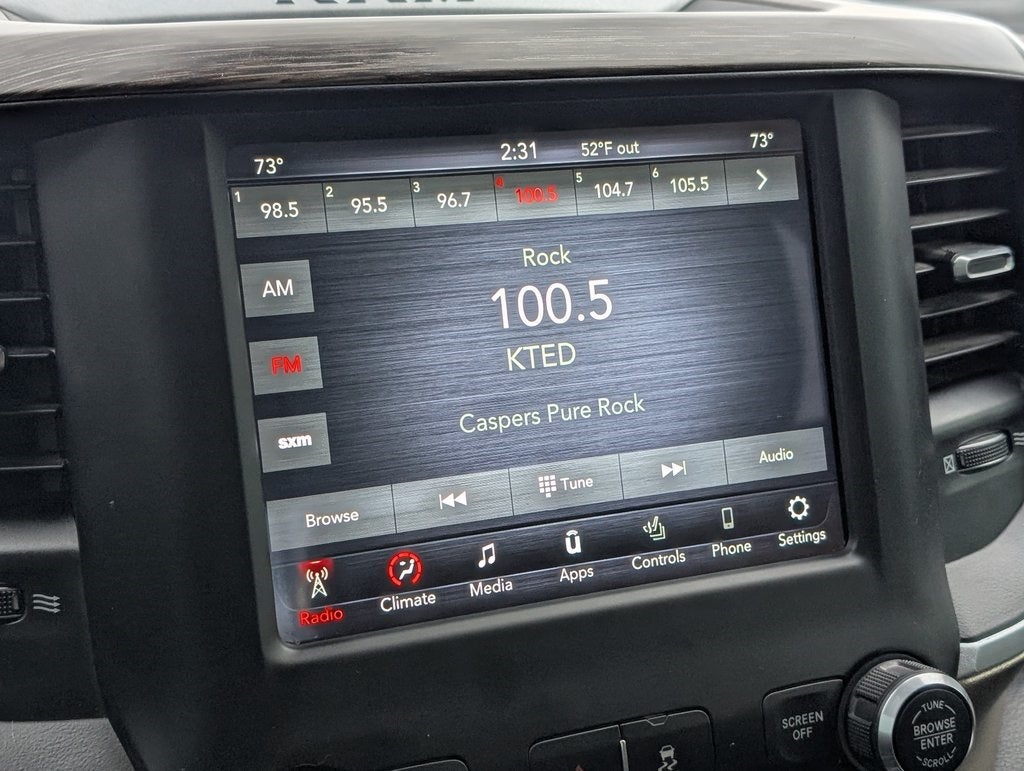 73° 2:31 52°F out 73°
1 98.5 2 95.5 3 96.7 4 100.5 5 104.7 6 105.5
Rock
AM
100.5
KTED
FM
Caspers Pure Rock
sxm
Browse Tune Audio
Radio Climate Media Apps Controls Phone Settings
SCREEN
OFF
TUNE
BROWSE
ENTER
SCROLL